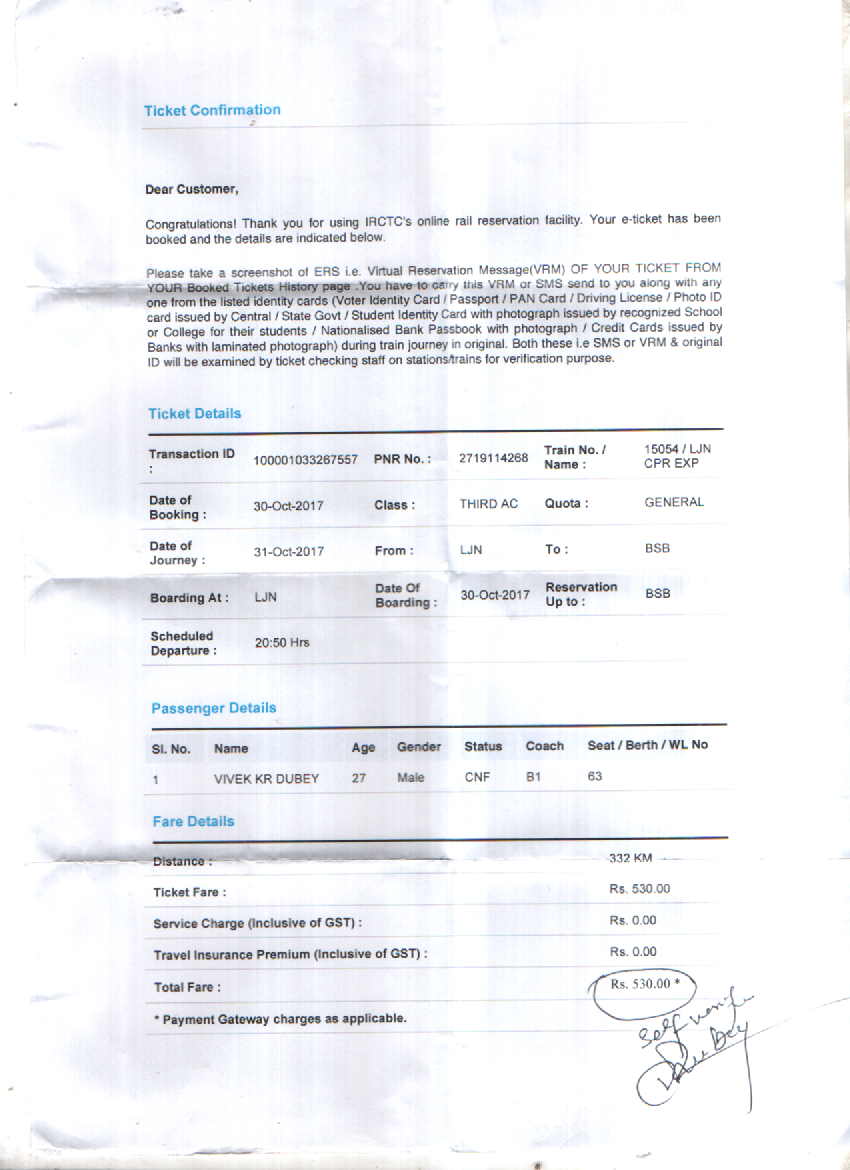 Ticket Confirmation
Dear Customer,
Congratulations! Thank you for using IRCTC's online rail reservation facility. Your e-ticket has been
booked and the details are indicated below.
Please take a screenshot of ERS i.e. Virtual Reservation Message(VRM) OF YOUR TICKET FROM
YOUR Booked Tickets History page .You have to carry this VRM or SMS send to you along with any
one from the listed identity cards (Voter Identity Card / Passport / PAN Card / Driving License / Photo ID
card issued by Central / State Govt / Student Identity Card with photograph issued by recognized School
or College for their students / Nationalised Bank Passbook with photograph / Credit Cards issued by
Banks with laminated photograph) during train journey in original. Both these i.e SMS or VRM & original
ID will be examined by ticket checking staff on stations/trains for verification purpose.
Ticket Details
Transaction ID : 100001033267557 PNR No. : 2719114268 Train No. / Name : 15054 / LJN CPR EXP
Date of Booking : 30-Oct-2017 Class : THIRD AC Quota : GENERAL
Date of Journey : 31-Oct-2017 From : LJN To : BSB
Boarding At : LJN Date Of Boarding : 30-Oct-2017 Reservation Up to : BSB
Scheduled Departure : 20:50 Hrs
Passenger Details
Sl. No. Name Age Gender Status Coach Seat / Berth / WL No
1 VIVEK KR DUBEY 27 Male CNF B1 63
Fare Details
Distance : 332 KM
Ticket Fare : Rs. 530.00
Service Charge (Inclusive of GST) : Rs. 0.00
Travel Insurance Premium (Inclusive of GST) : Rs. 0.00
Total Fare : Rs. 530.00 *
* Payment Gateway charges as applicable.
Self